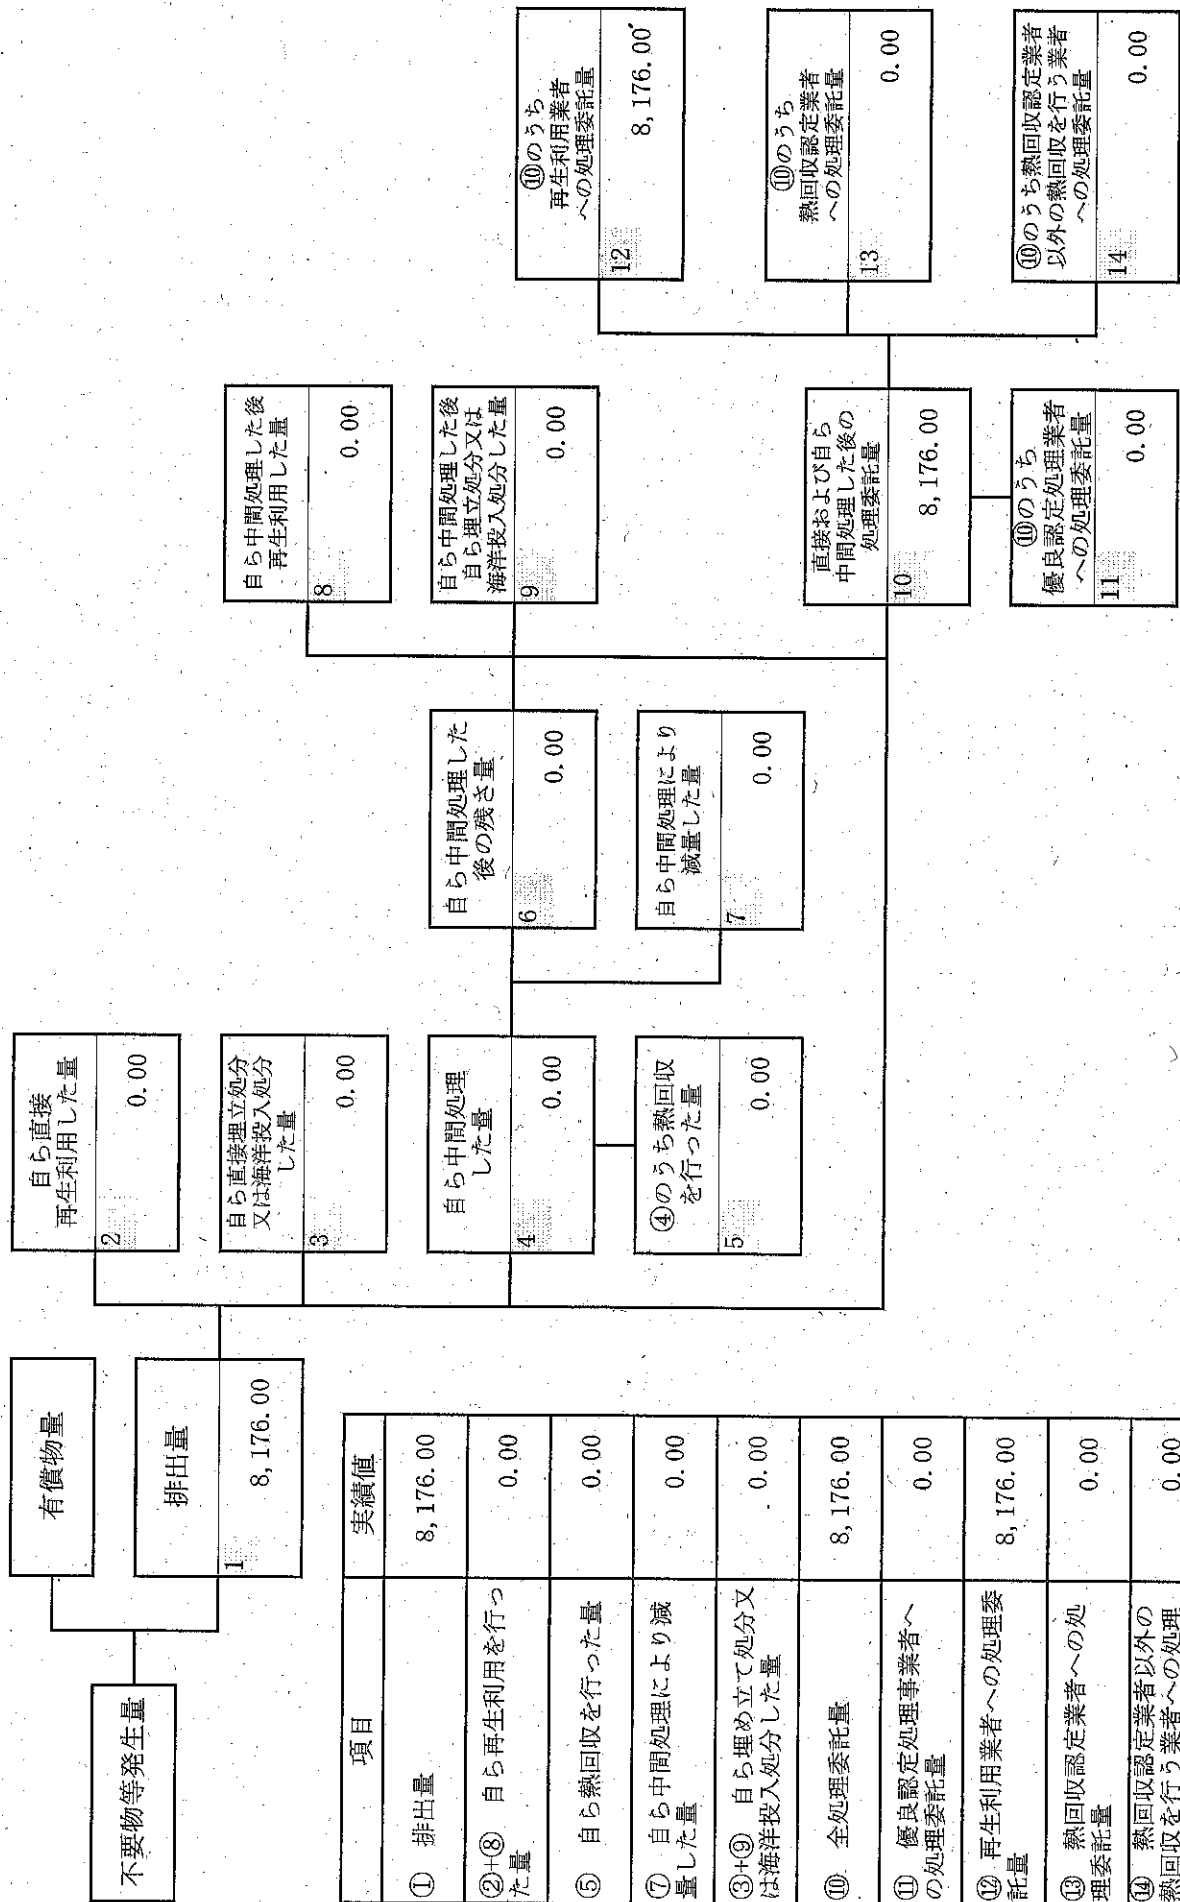 不要物等発生量
有償物量
排出量
1
8,176.00
自ら直接
再生利用した量
2
0.00
自ら直接埋立処分
又は海洋投入処分
した量
3
0.00
自ら中間処理
した量
4
0.00
④のうち熱回収
を行った量
5
0.00
自ら中間処理した
後の残さ量
6
0.00
自ら中間処理により
減量した量
7
0.00
自ら中間処理した後
再生利用した量
8
0.00
自ら中間処理した後
自ら埋立処分又は
海洋投入処分した量
9
0.00
直接および自ら
中間処理した後の
処理委託量
10
8,176.00
⑩のうち
優良認定処理業者
への処理委託量
11
0.00
⑩のうち
再生利用業者
への処理委託量
12
8,176.00
⑩のうち
熱回収認定業者
への処理委託量
13
0.00
⑩のうち熱回収認定業者
以外の熱回収を行う業者
への処理委託量
14
0.00
項目 実績値
① 排出量 8,176.00
②+⑧ 自ら再生利用を行っ
た量 0.00
⑤ 自ら熱回収を行った量 0.00
⑦ 自ら中間処理により減
量した量 0.00
③+⑨ 自ら埋め立て処分又
は海洋投入処分した量 0.00
⑩ 全処理委託量 8,176.00
⑪ 優良認定処理事業者へ
の処理委託量 0.00
⑫ 再生利用業者への処理委
託量 8,176.00
⑬ 熱回収認定業者への処
理委託量 0.00
⑭ 熱回収認定業者以外の
熱回収を行う業者への処理 0.00